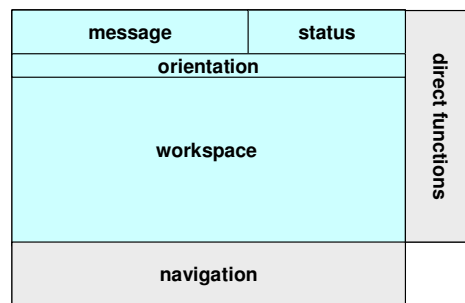 message
status
orientation
workspace
direct functions
navigation